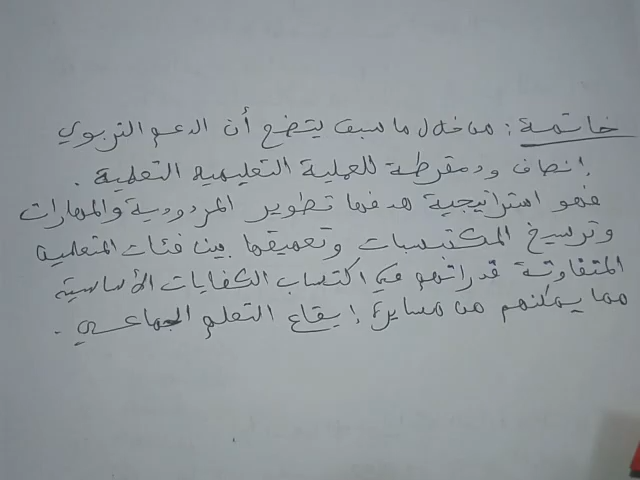 خاتمة: من خلال ما سبق يتضح أن الدعم التربوي
إنصاف ودمقرطة للعملية التعليمية التعلمية.
فهو استراتيجية هدفها تطوير المردودية والمهارات
وترسيخ المكتسبات وتعميقها بين فئات المتعلمين
المتفاوتة قدراتهم في اكتساب الكفايات الأساسية
مما يمكنهم من مسايرة إيقاع التعلم الجماعي.